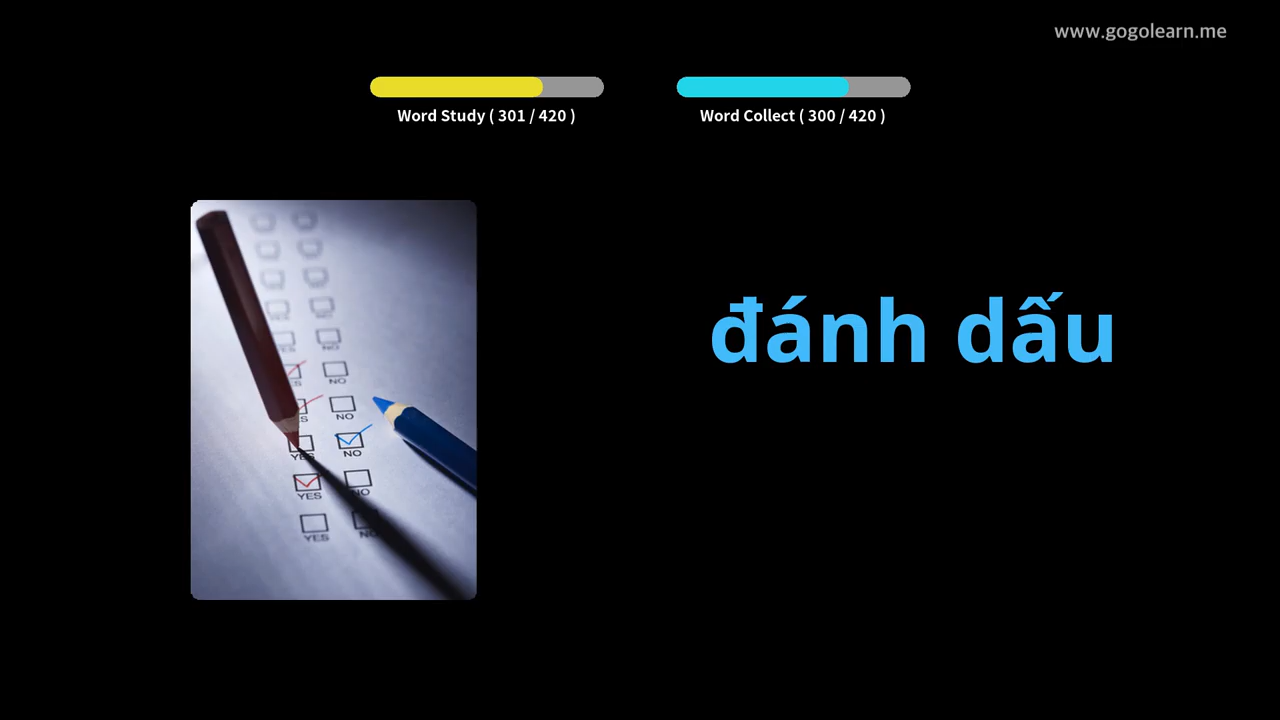 www.gogolearn.me
Word Study ( 301 / 420 )
Word Collect ( 300 / 420 )
đánh dấu
NO
NO
NO
YES
NO
YES
NO
YES
NO